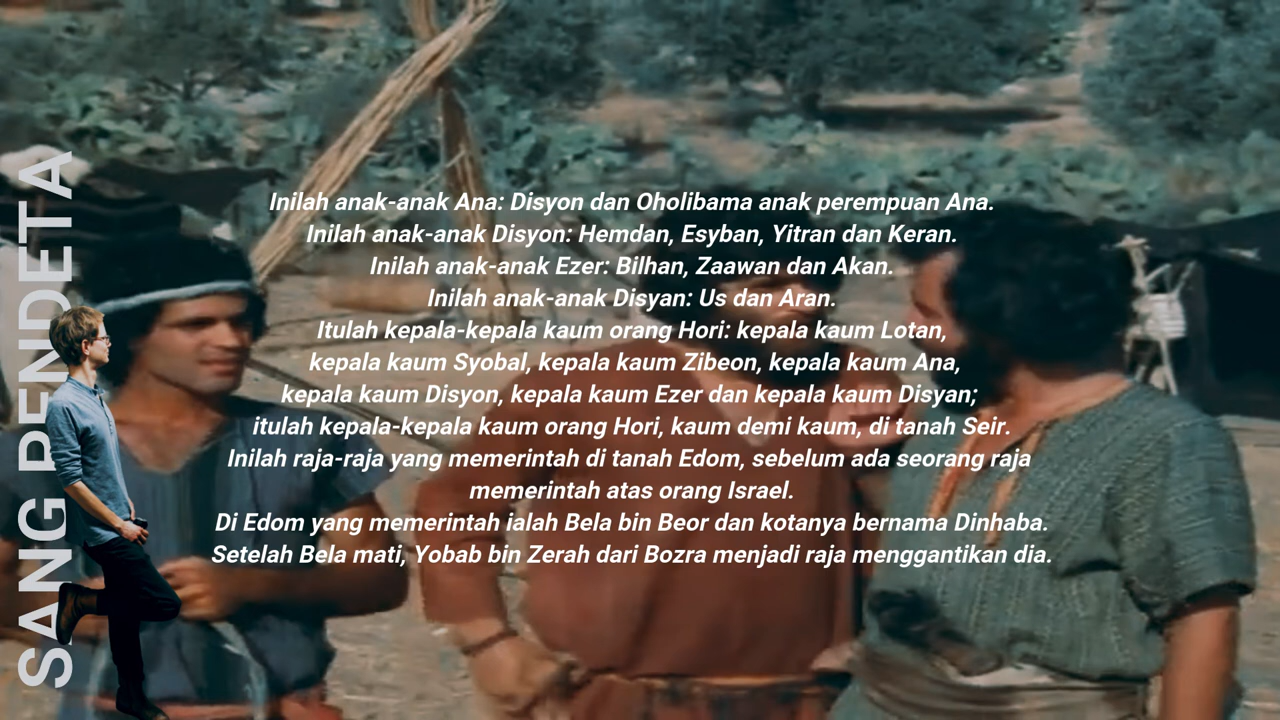 SANG PENDETA
Inilah anak-anak Ana: Disyon dan Oholibama anak perempuan Ana.
Inilah anak-anak Disyon: Hemdan, Esyban, Yitran dan Keran.
Inilah anak-anak Ezer: Bilhan, Zaawan dan Akan.
Inilah anak-anak Disyan: Us dan Aran.
Itulah kepala-kepala kaum orang Hori: kepala kaum Lotan,
kepala kaum Syobal, kepala kaum Zibeon, kepala kaum Ana,
kepala kaum Disyon, kepala kaum Ezer dan kepala kaum Disyan;
itulah kepala-kepala kaum orang Hori, kaum demi kaum, di tanah Seir.
Inilah raja-raja yang memerintah di tanah Edom, sebelum ada seorang raja
memerintah atas orang Israel.
Di Edom yang memerintah ialah Bela bin Beor dan kotanya bernama Dinhaba.
Setelah Bela mati, Yobab bin Zerah dari Bozra menjadi raja menggantikan dia.